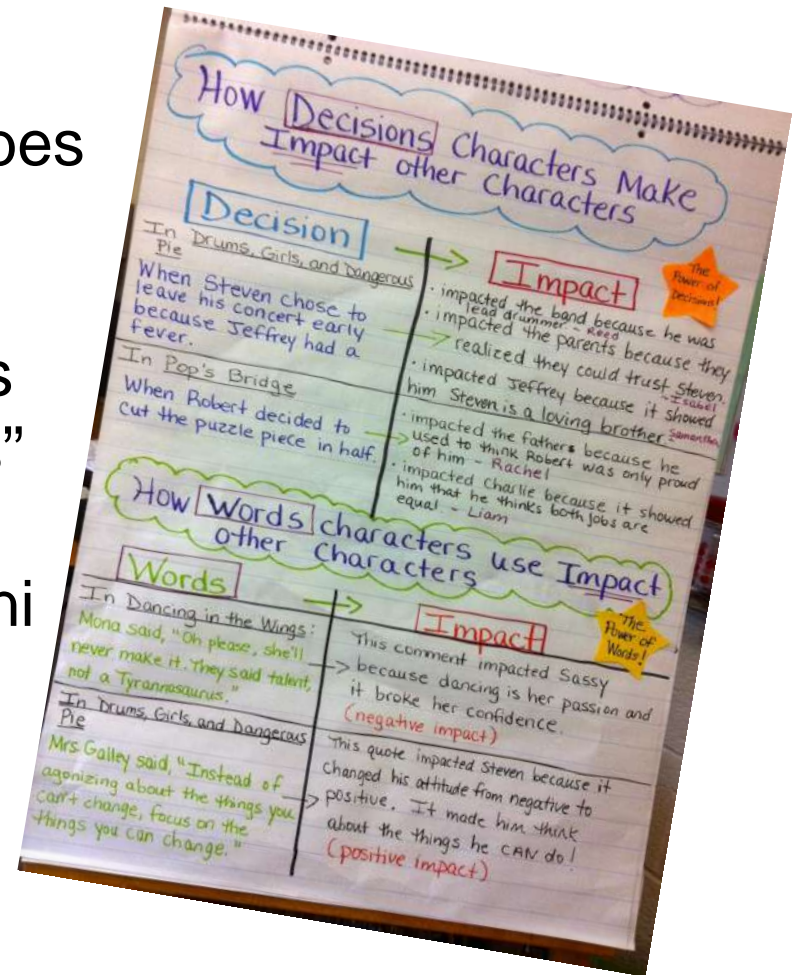 oes
s
”
ni
How Decisions Characters Make
Impact other Characters
Decision
Impact
The
Power of
Decisions!
In Drums, Girls, and Dangerous
Pie
When Steven chose to
leave his concert early
because Jeffrey had a
fever.
· impacted the band because he was
lead drummer - Reed
· impacted the parents because they
realized they could trust Steven.
- Isabel
· impacted Jeffrey because it showed
him Steven is a loving brother. Samantha
In Pop's Bridge
When Robert decided to
cut the puzzle piece in half.
· impacted the fathers because he
used to think Robert was only proud
of him - Rachel
· impacted Charlie because it showed
him that he thinks both jobs are
equal - Liam
How Words characters use Impact
other Characters
Words
Impact
The
Power of
Words!
In Dancing in the Wings:
Mona said, "Oh please, she'll
never make it. They said talent,
not a Tyrannasaurus."
This comment impacted Sassy
because dancing is her passion and
it broke her confidence.
(negative impact)
In Drums, Girls, and Dangerous
Pie
Mrs. Galley said, "Instead of
agonizing about the things you
can't change, focus on the
things you can change."
This quote impacted Steven because it
changed his attitude from negative to
positive. It made him think
about the things he CAN do!
(positive impact)